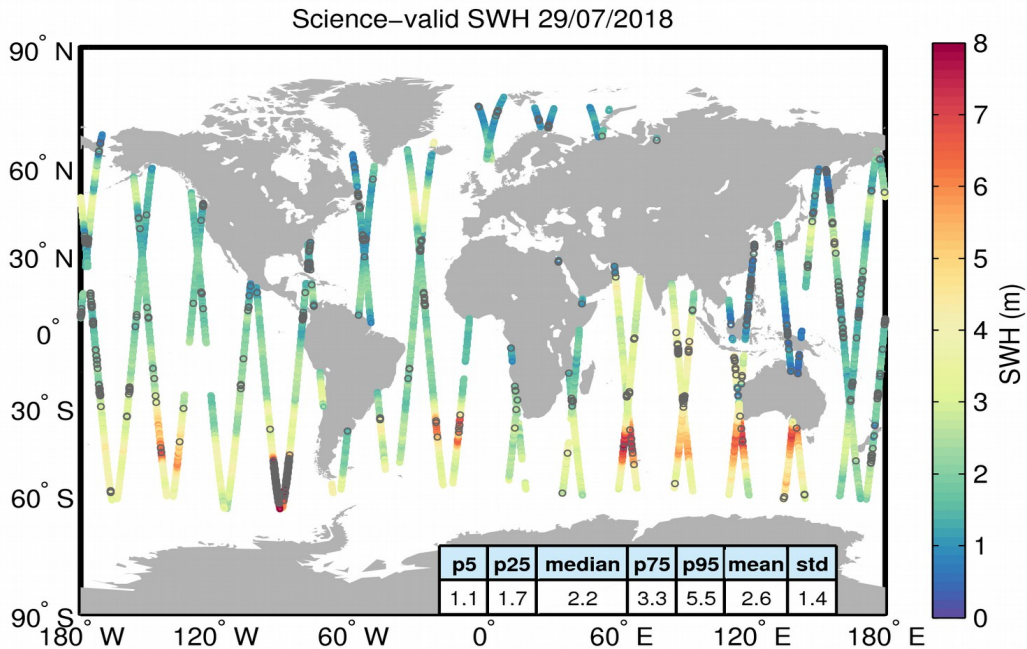 Science−valid SWH 29/07/2018
90° N
60° N
30° N
0°
30° S
60° S
90° S
180° W
120° W
60° W
0°
60° E
120° E
180° E
p5 p25 median p75 p95 mean std
1.1 1.7 2.2 3.3 5.5 2.6 1.4
8
7
6
5
4
3
2
1
0
SWH (m)